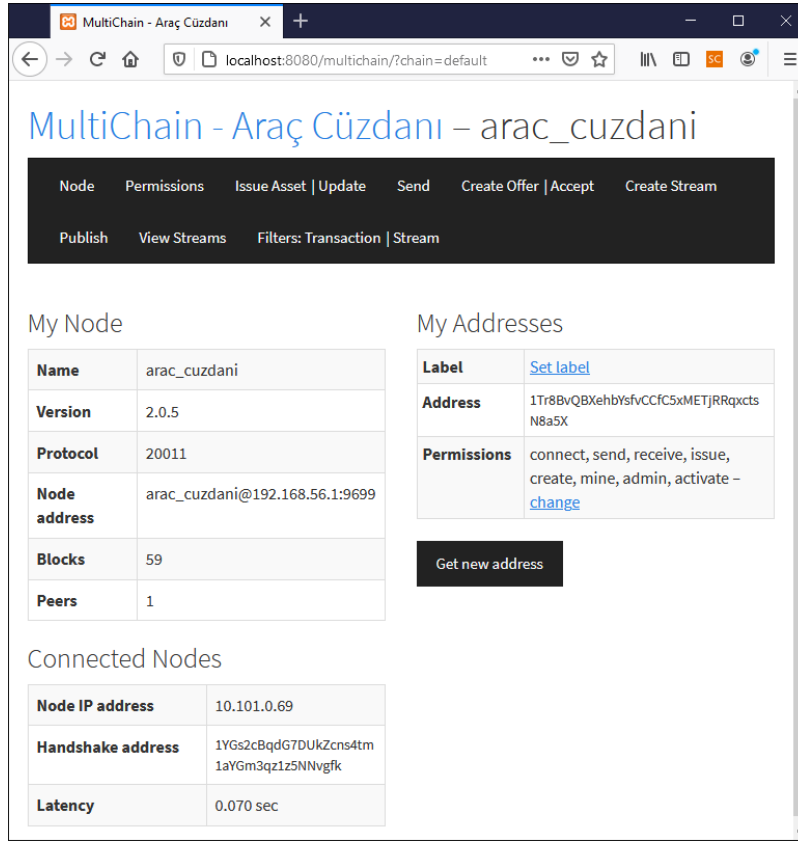 MultiChain - Araç Cüzdanı
localhost:8080/multichain/?chain=default
SC
MultiChain - Araç Cüzdanı – arac_cuzdani
Node Permissions Issue Asset | Update Send Create Offer | Accept Create Stream
Publish View Streams Filters: Transaction | Stream
My Node
Name arac_cuzdani
Version 2.0.5
Protocol 20011
Node address arac_cuzdani@192.168.56.1:9699
Blocks 59
Peers 1
Connected Nodes
Node IP address 10.101.0.69
Handshake address 1YGs2cBqdG7DUkZcns4tm
1aYGm3qz1z5NNvgfk
Latency 0.070 sec
My Addresses
Label Set label
Address 1Tr8BvQBXehbYsfvCCfC5xMETjRRqxcts
N8a5X
Permissions connect, send, receive, issue,
create, mine, admin, activate –
change
Get new address